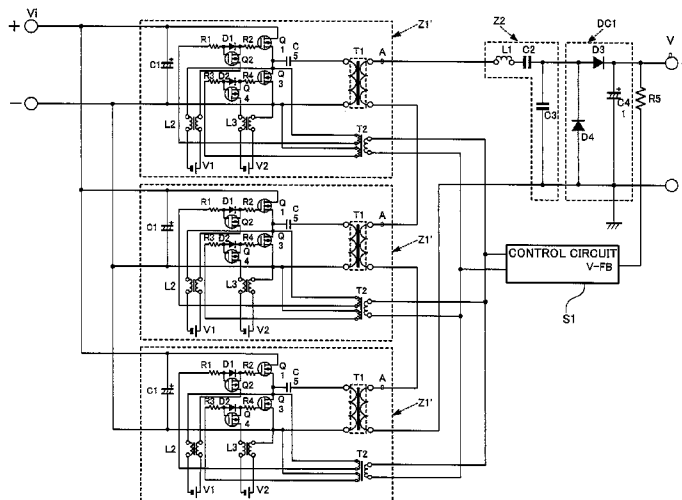 + Vi
−
Z1'
C1
R1 D1 R2 Q 1
Q2
R3 D2 Q R4 Q 3
4
C 5
T1
A
L2
L3
V1 V2
T2
Z2
L1 C2
C3
DC1
D3
D4
C4 1
R5
V
Z1'
C1
R1 D1 R2 Q 1
Q2
R3 D2 Q R4 Q 3
4
C 5
T1
A
L2
L3
V1 V2
T2
CONTROL CIRCUIT
V-FB
S1
Z1'
C1
R1 D1 R2 Q 1
Q2
R3 D2 Q R4 Q 3
4
C 5
T1
A
L2
L3
V1 V2
T2